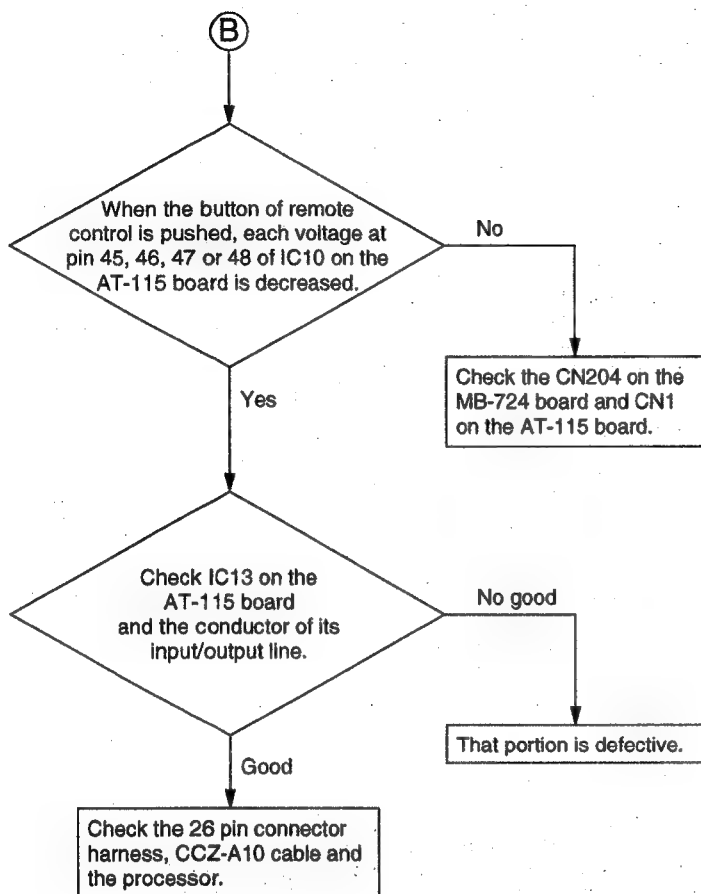 B
When the button of remote
control is pushed, each voltage at
pin 45, 46, 47 or 48 of IC10 on the
AT-115 board is decreased.
No
Check the CN204 on the
MB-724 board and CN1
on the AT-115 board.
Yes
Check IC13 on the
AT-115 board
and the conductor of its
input/output line.
No good
That portion is defective.
Good
Check the 26 pin connector
harness, CCZ-A10 cable and
the processor.